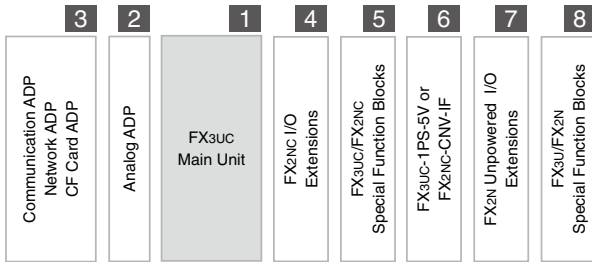 3
2
1
4
5
6
7
8
Communication ADP
Network ADP
CF Card ADP
Analog ADP
FX3UC
Main Unit
FX2NC I/O
Extensions
FX3UC/FX2NC
Special Function Blocks
FX3UC-1PS-5V or
FX2NC-CNV-IF
FX2N Unpowered I/O
Extensions
FX3U/FX2N
Special Function Blocks